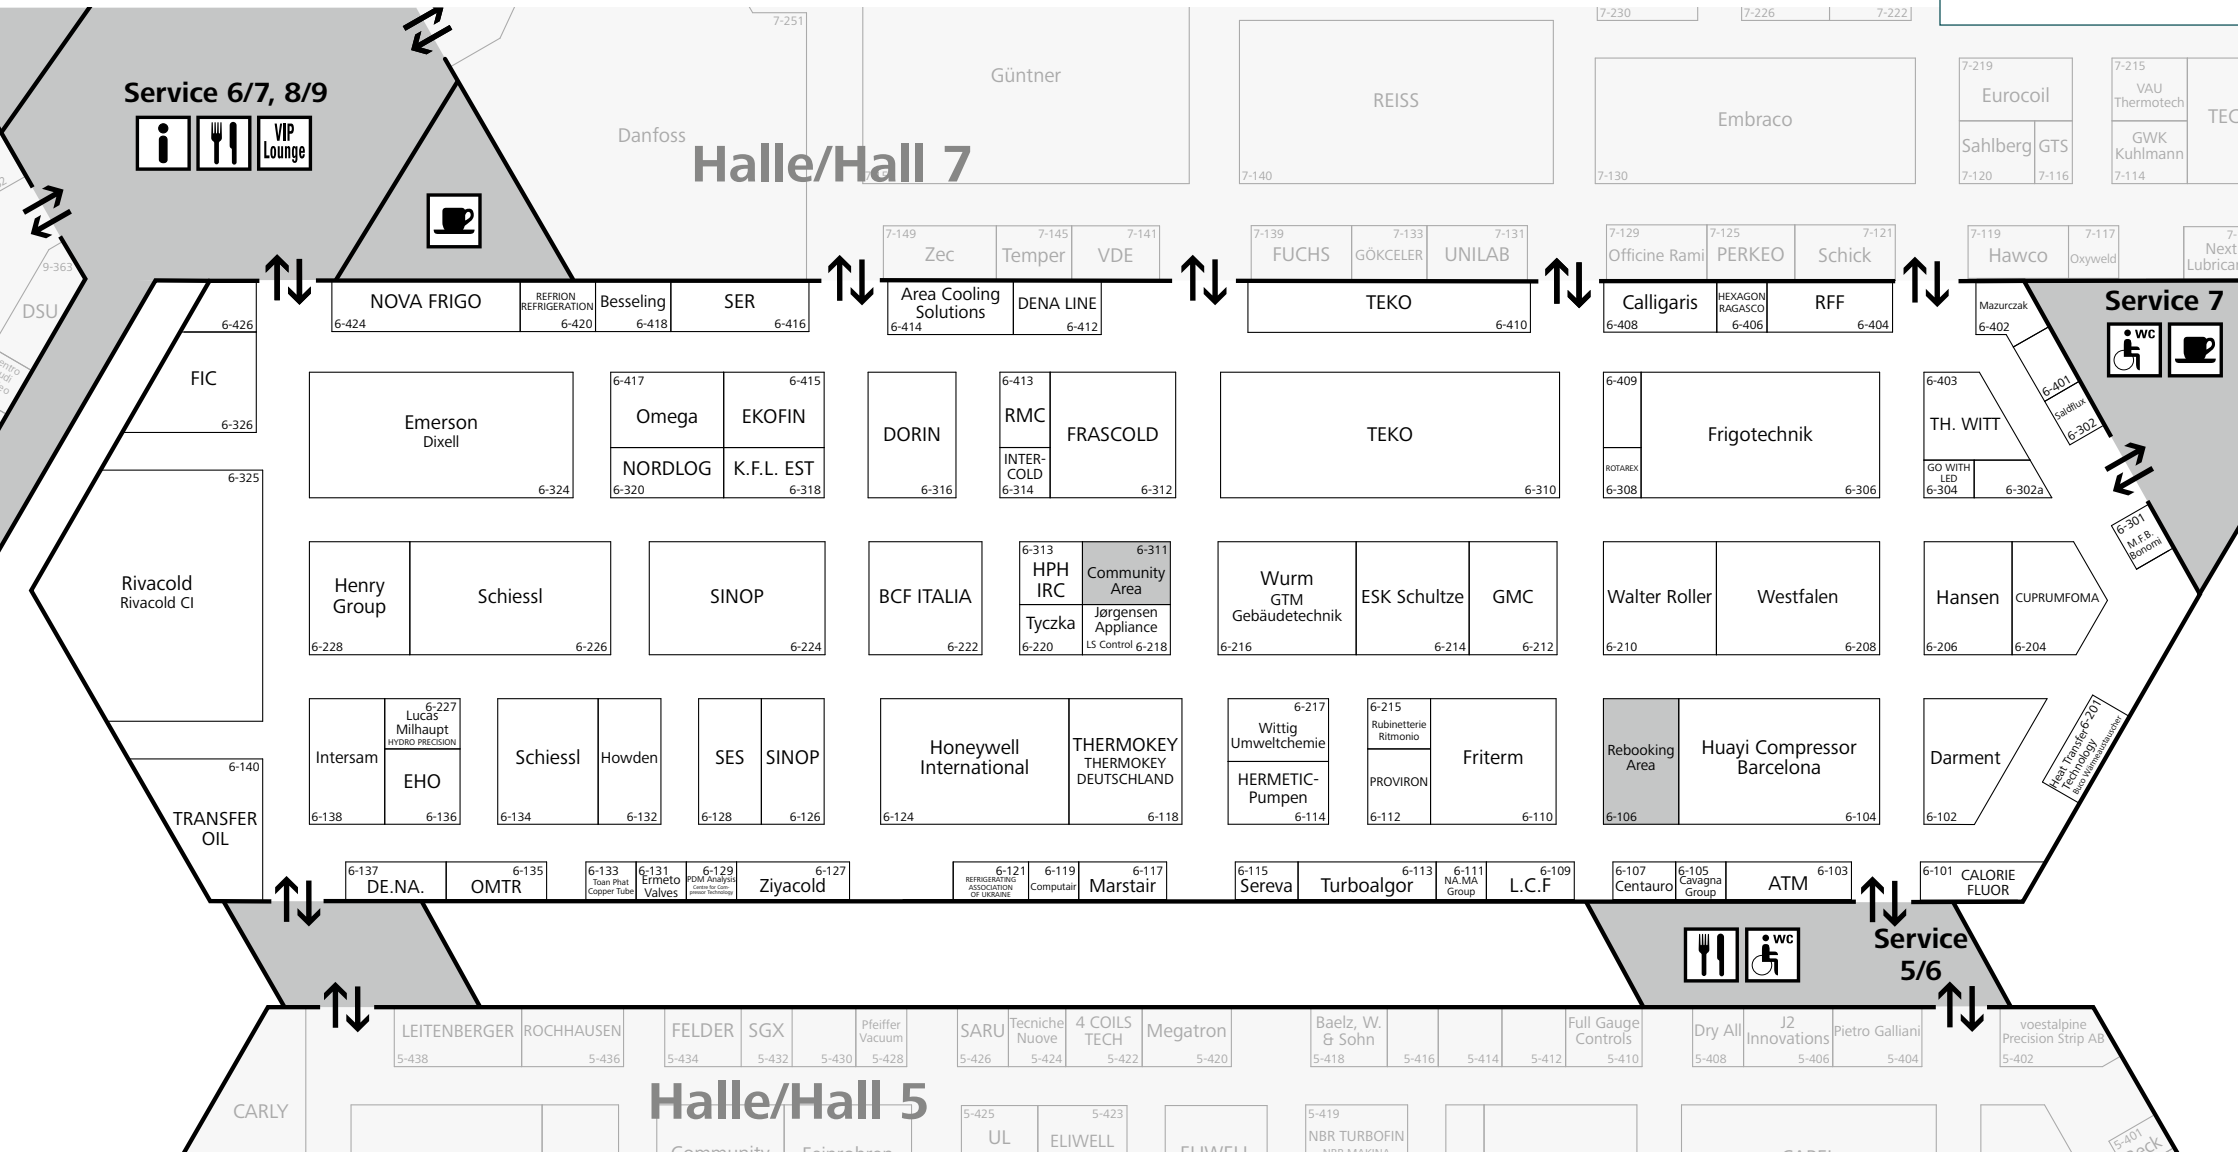 7-251
7-230
7-226
7-222
Service 6/7, 8/9
VIP
Lounge
Danfoss
Halle/Hall 7
Güntner
REISS
7-140
Embraco
7-130
7-219
Eurocoil
Sahlberg
7-120
GTS
7-116
7-215
VAU
Thermotech
GWK
Kuhlmann
7-114
TEC
9-363
DSU
7-149
Zec
7-145
Temper
7-141
VDE
7-139
FUCHS
7-133
GÖKCELER
7-131
UNILAB
7-129
Officine Rami
7-125
PERKEO
7-121
Schick
7-119
Hawco
7-117
Oxyweld
7-
Next
Lubrican
6-426
NOVA FRIGO
6-424
REFRION
REFRIGERATION
6-420
Besseling
6-418
SER
6-416
Area Cooling
Solutions
6-414
DENA LINE
6-412
TEKO
6-410
Calligaris
6-408
HEXAGON
RAGASCO
6-406
RFF
6-404
Mazurczak
6-402
Service 7
WC
FIC
6-326
Emerson
Dixell
6-324
6-417
Omega
6-415
EKOFIN
NORDLOG
6-320
K.F.L. EST
6-318
DORIN
6-316
6-413
RMC
INTER-
COLD
6-314
FRASCOLD
6-312
TEKO
6-310
6-409
ROTAREX
6-308
Frigotechnik
6-306
6-403
TH. WITT
GO WITH
LED
6-304
6-302a
6-401
Saldflux
6-302
6-301
M.F.B.
Bonomi
6-325
Rivacold
Rivacold CI
Henry
Group
6-228
Schiessl
6-226
SINOP
6-224
BCF ITALIA
6-222
6-313
HPH
IRC
6-311
Community
Area
Tyczka
6-220
Jørgensen
Appliance
LS Control 6-218
Wurm
GTM
Gebäudetechnik
6-216
ESK Schultze
6-214
GMC
6-212
Walter Roller
6-210
Westfalen
6-208
Hansen
6-206
CUPRUMFOMA
6-204
6-140
TRANSFER
OIL
Intersam
6-138
6-227
Lucas
Milhaupt
HYDRO PRECISION
EHO
6-136
Schiessl
6-134
Howden
6-132
SES
6-128
SINOP
6-126
Honeywell
International
6-124
THERMOKEY
THERMOKEY
DEUTSCHLAND
6-118
6-217
Wittig
Umweltchemie
HERMETIC-
Pumpen
6-114
6-215
Rubinetterie
Ritmonio
PROVIRON
6-112
Friterm
6-110
Rebooking
Area
6-106
Huayi Compressor
Barcelona
6-104
Darment
6-102
6-201
Heat Transfer
Technology
Buco Wärmeaustauscher
6-137
DE.NA.
6-135
OMTR
6-133
Toan Phat
Copper Tube
6-131
Ermeto
Valves
6-129
PDM Analysis
Centre for Com-
pressor Technology
6-127
Ziyacold
6-121
REFRIGERATING
ASSOCIATION
OF UKRAINE
6-119
Computair
6-117
Marstair
6-115
Sereva
6-113
Turboalgor
6-111
NA.MA
Group
6-109
L.C.F
6-107
Centauro
6-105
Cavagna
Group
6-103
ATM
6-101
CALORIE
FLUOR
WC
Service
5/6
LEITENBERGER
5-438
ROCHHAUSEN
5-436
FELDER
5-434
SGX
5-432
5-430
Pfeiffer
Vacuum
5-428
SARU
5-426
Tecniche
Nuove
5-424
4 COILS
TECH
5-422
Megatron
5-420
Baelz, W.
& Sohn
5-418
5-416
5-414
5-412
Full Gauge
Controls
5-410
Dry All
5-408
J2
Innovations
5-406
Pietro Galliani
5-404
voestalpine
Precision Strip AB
5-402
CARLY
Halle/Hall 5
5-425
UL
5-423
ELIWELL
5-419
NBR TURBOFIN
5-401